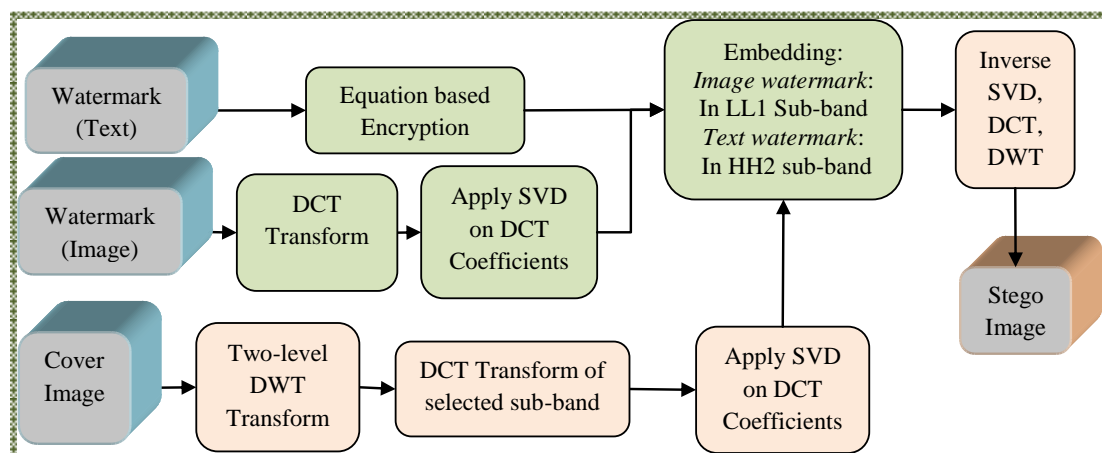 Watermark
(Text)
Equation based
Encryption
Embedding:
Image watermark:
In LL1 Sub-band
Text watermark:
In HH2 sub-band
Inverse
SVD,
DCT,
DWT
Watermark
(Image)
DCT
Transform
Apply SVD
on DCT
Coefficients
Stego
Image
Cover
Image
Two-level
DWT
Transform
DCT Transform of
selected sub-band
Apply SVD
on DCT
Coefficients